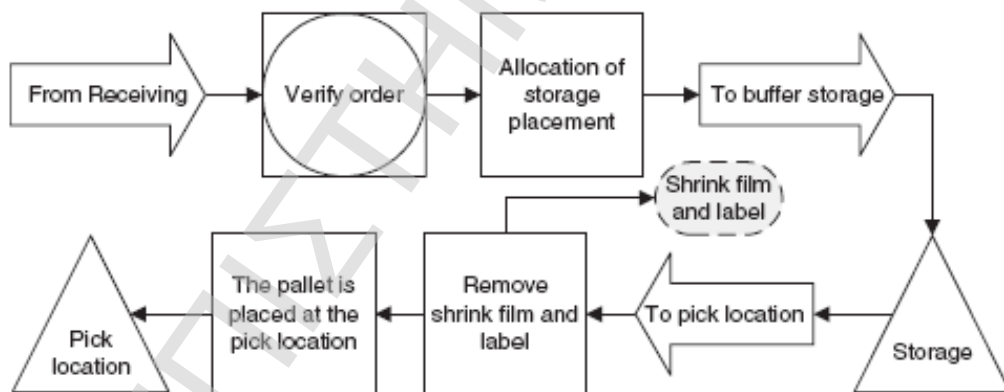 From Receiving
Verify order
Allocation of
storage
placement
To buffer storage
Shrink film
and label
Storage
To pick location
Remove
shrink film and
label
The pallet is
placed at the
pick location
Pick
location